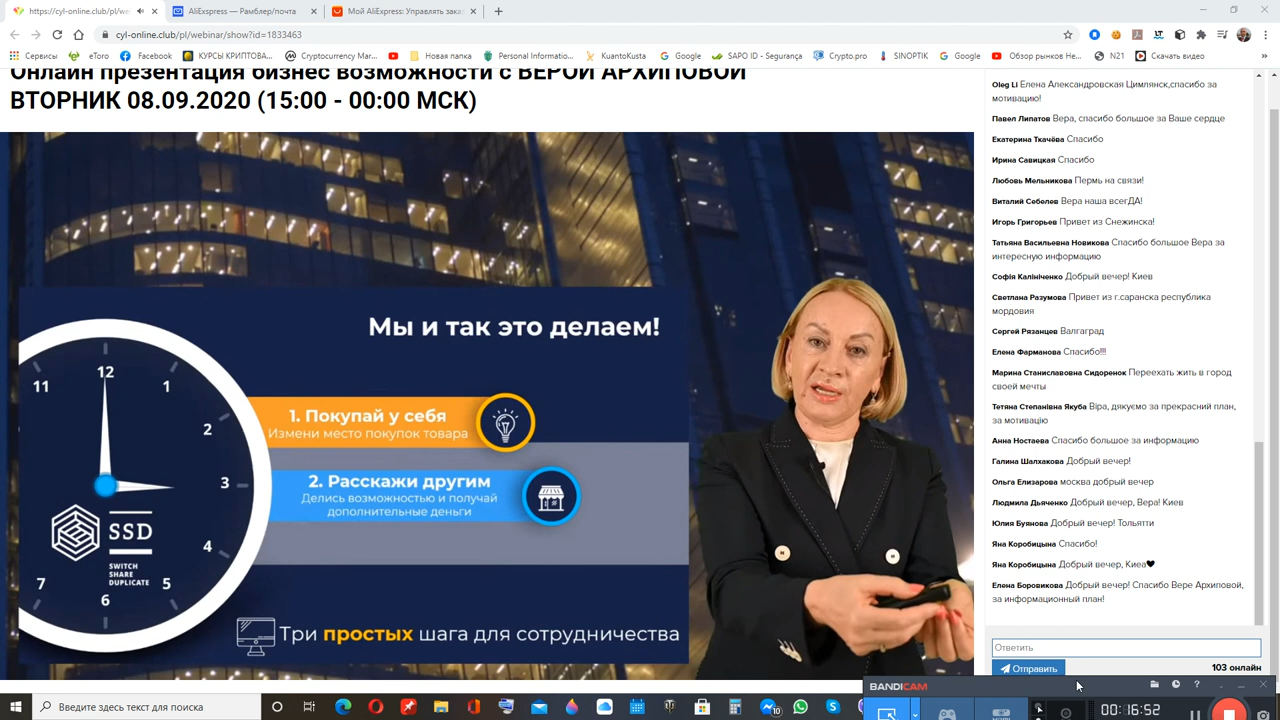 https://cyl-online.club/pl/we
AliExspress — Рамблер/почта
Мой AliExpress: Управлять зака
cyl-online.club/pl/webinar/show?id=1833463
Сервисы
eToro
Facebook
КУРСЫ КРИПТОВА...
Cryptocurrency Mar...
Новая папка
Personal Informatio...
KuantoKusta
Google
SAPO ID - Segurança
Crypto.pro
SINOPTIK
Google
Обзор рынков Не...
N21
Скачать видео
Онлайн презентация бизнес возможности с ВЕРОЙ АРХИПОВОЙ
ВТОРНИК 08.09.2020 (15:00 - 00:00 МСК)
Мы и так это делаем!
12
11
1
2
3
4
5
6
7
SSD
SWITCH
SHARE
DUPLICATE
1. Покупай у себя
Измени место покупок товара
2. Расскажи другим
Делись возможностью и получай
дополнительные деньги
Три простых шага для сотрудничества
Oleg Li Елена Александровская Цимлянск,спасибо за
мотивацию!
Павел Липатов Вера, спасибо большое за Ваше сердце
Екатерина Ткачёва Спасибо
Ирина Савицкая Спасибо
Любовь Мельникова Пермь на связи!
Виталий Себелев Вера наша всегДА!
Игорь Григорьев Привет из Снежинска!
Татьяна Васильевна Новикова Спасибо большое Вера за
интересную информацию
Софія Калініченко Добрый вечер! Киев
Светлана Разумова Привет из г.саранска республика
мордовия
Сергей Рязанцев Валгаград
Елена Фарманова Спасибо!!!
Марина Станиславовна Сидоренок Переехать жить в город
своей мечты
Тетяна Степанівна Якуба Віра, дякуємо за прекрасний план,
за мотивацію
Анна Ностаева Спасибо большое за информацию
Галина Шалхакова Добрый вечер!
Ольга Елизарова москва добрый вечер
Людмила Дьяченко Добрый вечер, Вера! Киев
Юлия Буянова Добрый вечер! Тольятти
Яна Коробицына Спасибо!
Яна Коробицына Добрый вечер, Киев🖤
Елена Боровикова Добрый вечер! Спасибо Вере Архиповой,
за информационный план!
Ответить
Отправить
103 онлайн
BANDICAM
00:16:52
Введите здесь текст для поиска
10